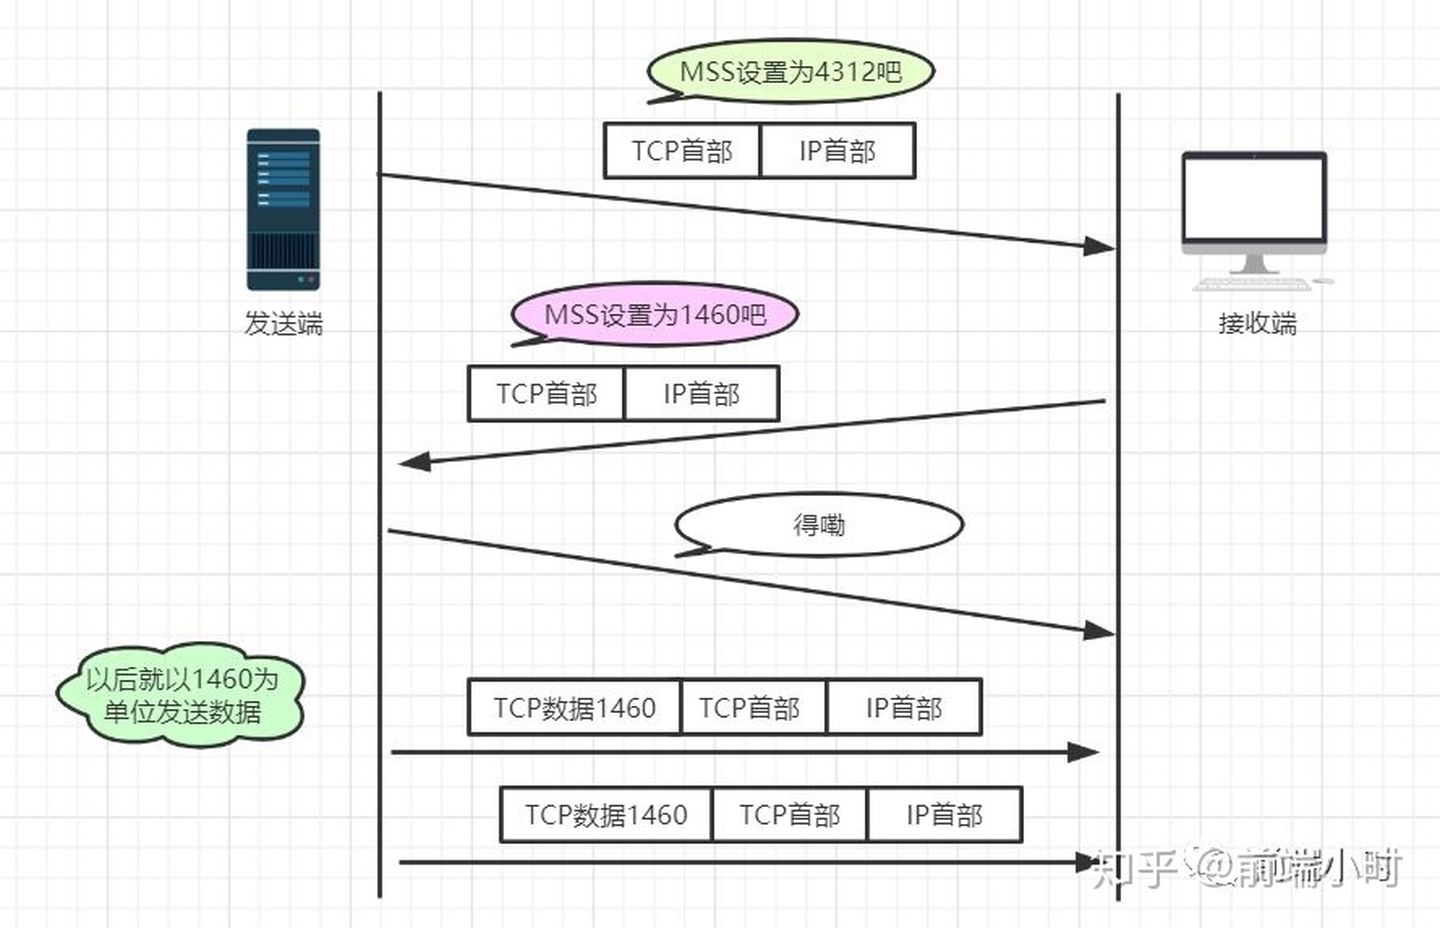 MSS设置为4312吧
TCP首部 IP首部
发送端
接收端
MSS设置为1460吧
TCP首部 IP首部
得嘞
以后就以1460为
单位发送数据
TCP数据1460 TCP首部 IP首部
TCP数据1460 TCP首部 IP首部
知乎 @前端小时